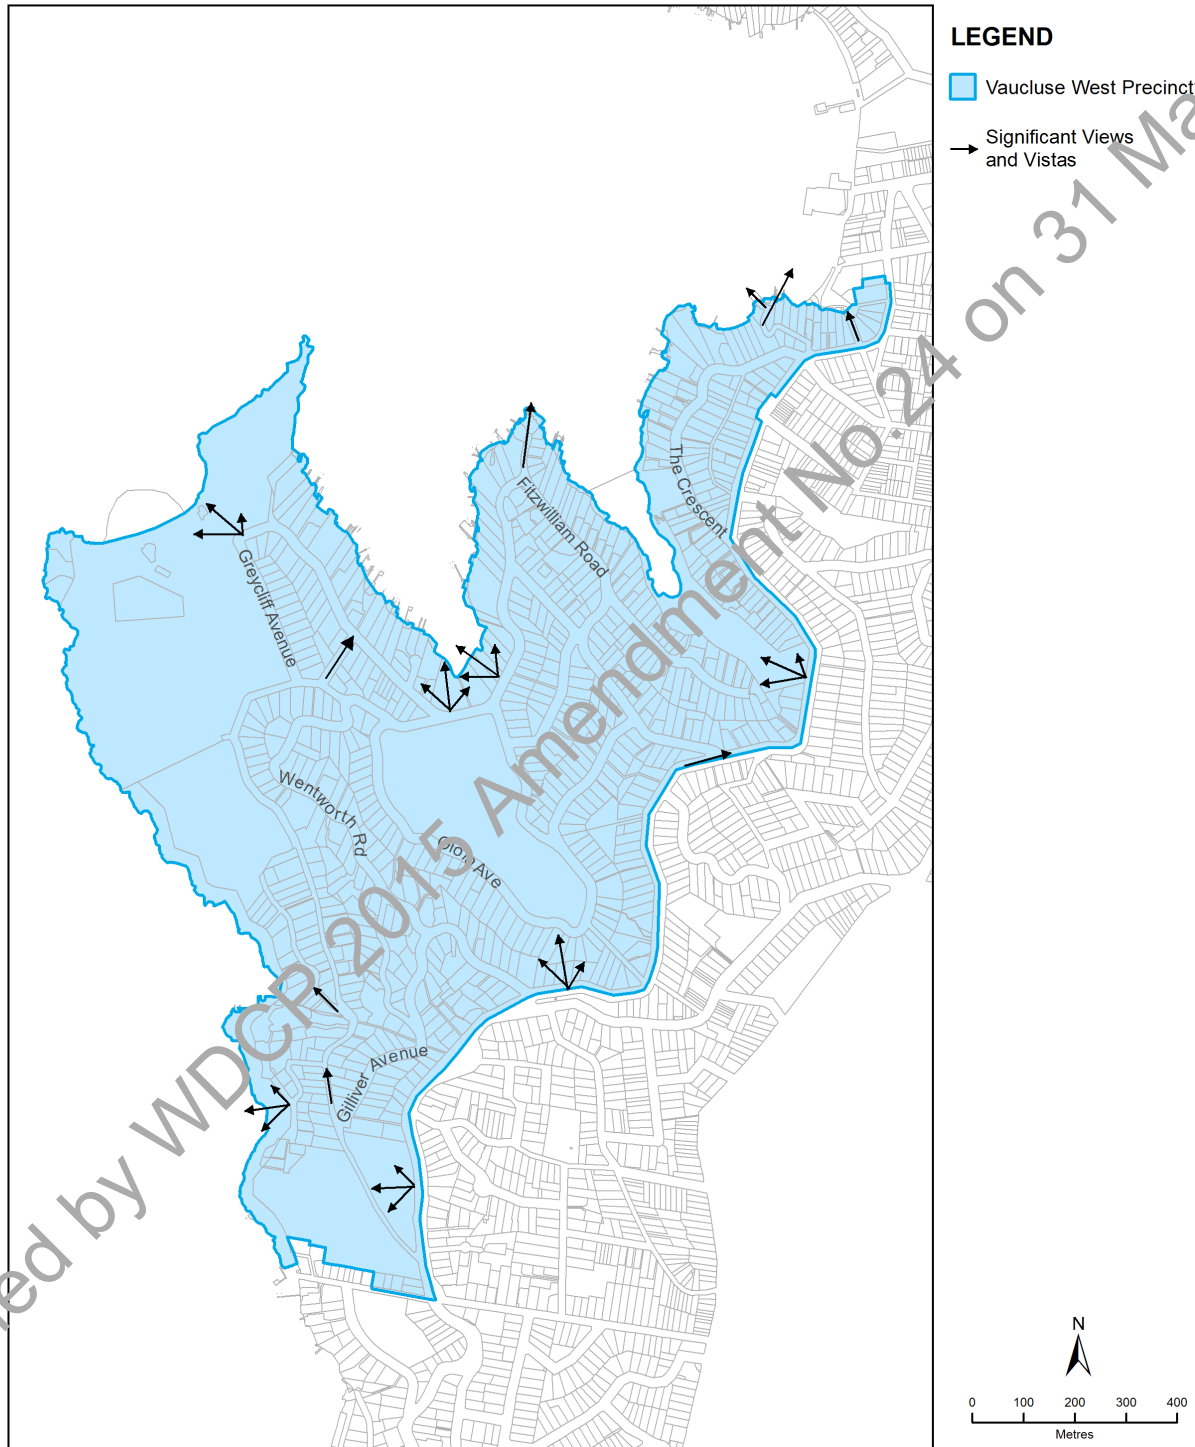 LEGEND
Vaucluse West Precinct
Significant Views
and Vistas
The Crescent
Fitzwilliam Road
Greycliff Avenue
Wentworth Rd
Ave
Gilliver Avenue
ed by WDCP 2015 Amendment No.24 on 31 Ma
N
0 100 200 300 400
Metres